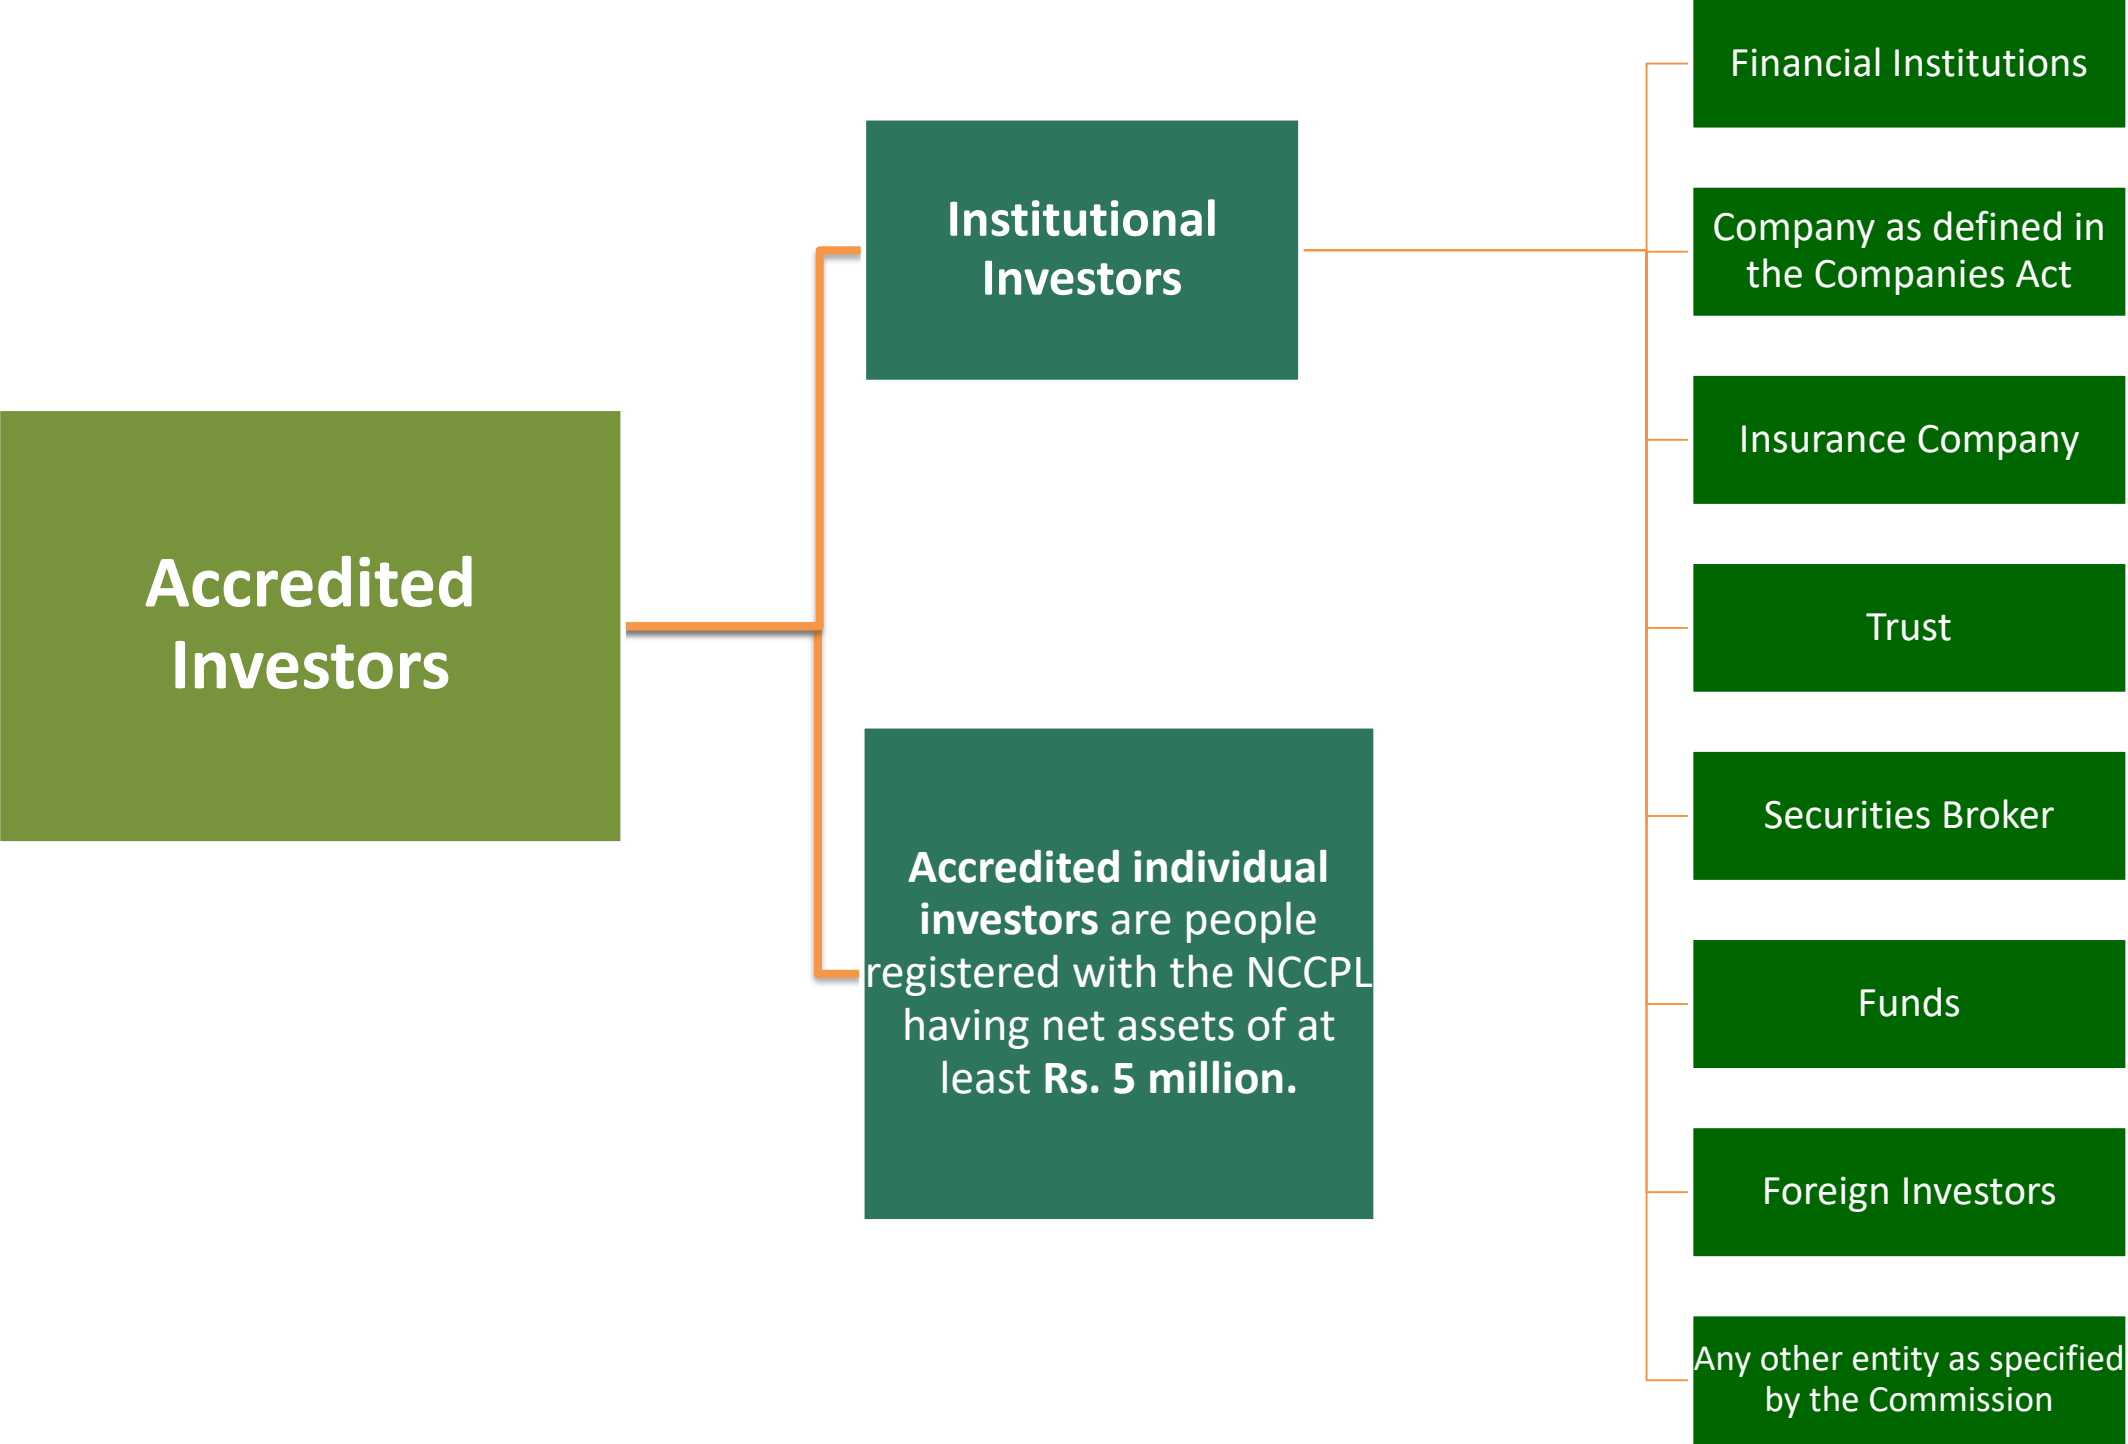 Accredited
Investors
Institutional
Investors
Accredited individual
investors are people
registered with the NCCPL
having net assets of at
least Rs. 5 million.
Financial Institutions
Company as defined in
the Companies Act
Insurance Company
Trust
Securities Broker
Funds
Foreign Investors
Any other entity as specified
by the Commission